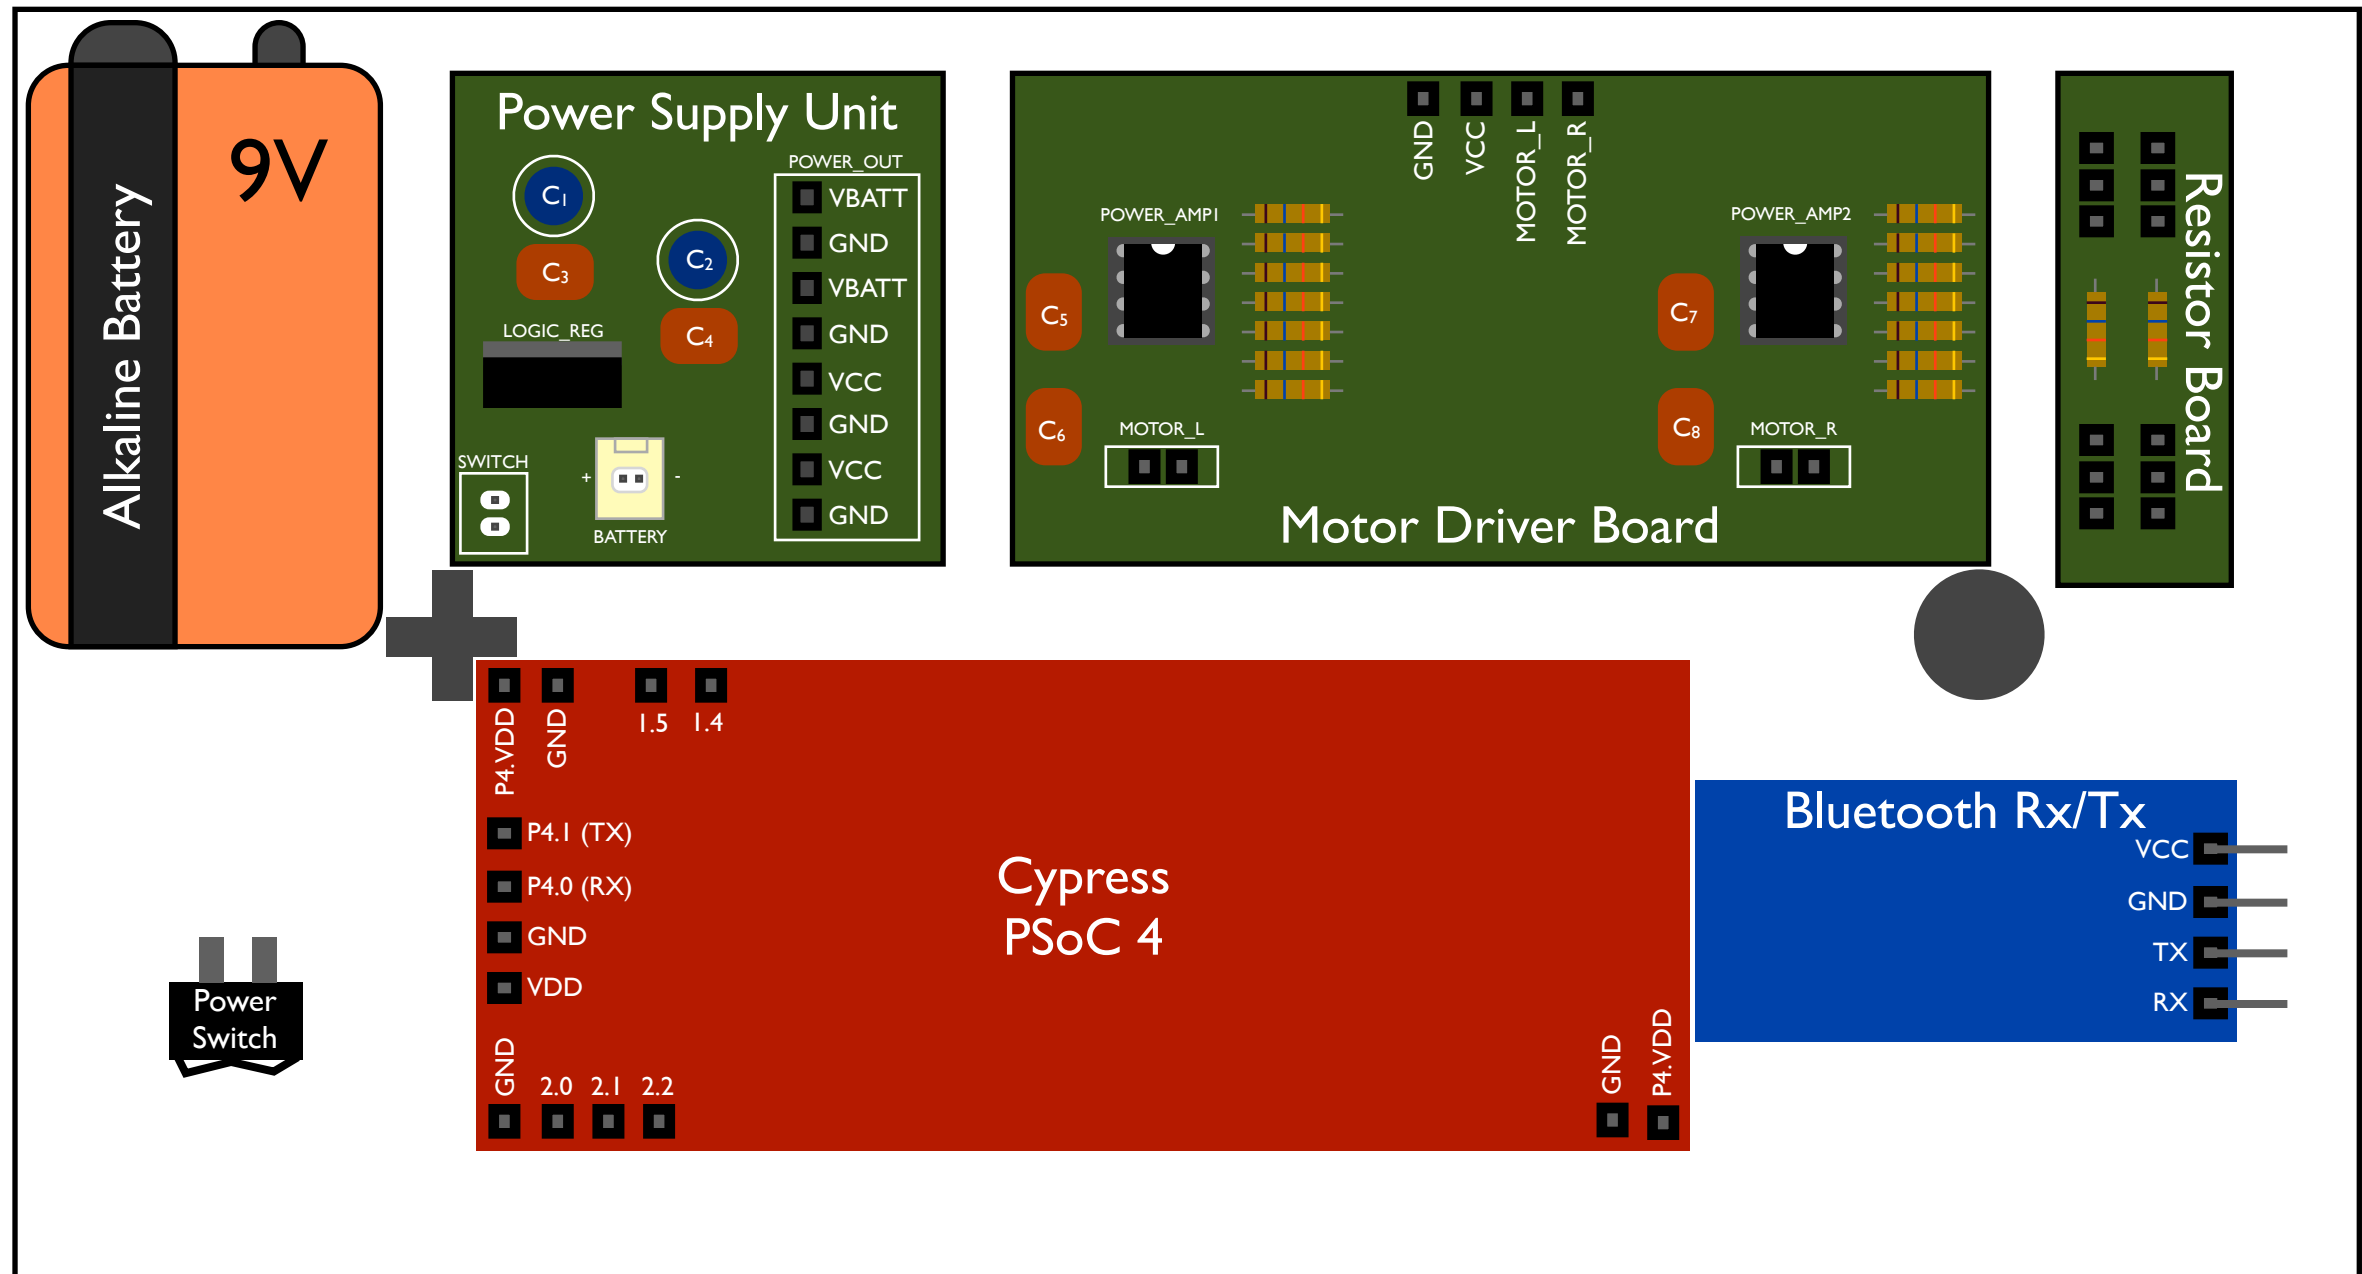 Alkaline Battery
9V
Power Supply Unit
POWER_OUT
VBATT
GND
VBATT
GND
VCC
GND
VCC
GND
C1
C3
C2
C4
LOGIC_REG
SWITCH
+
-
BATTERY
GND
VCC
MOTOR_L
MOTOR_R
POWER_AMP1
POWER_AMP2
C5
C6
C7
C8
MOTOR_L
MOTOR_R
Motor Driver Board
Resistor Board
P4.VDD
GND
1.5
1.4
P4.1 (TX)
P4.0 (RX)
GND
VDD
GND
2.0
2.1
2.2
Cypress
PSoC 4
GND
P4.VDD
Bluetooth Rx/Tx
VCC
GND
TX
RX
Power
Switch